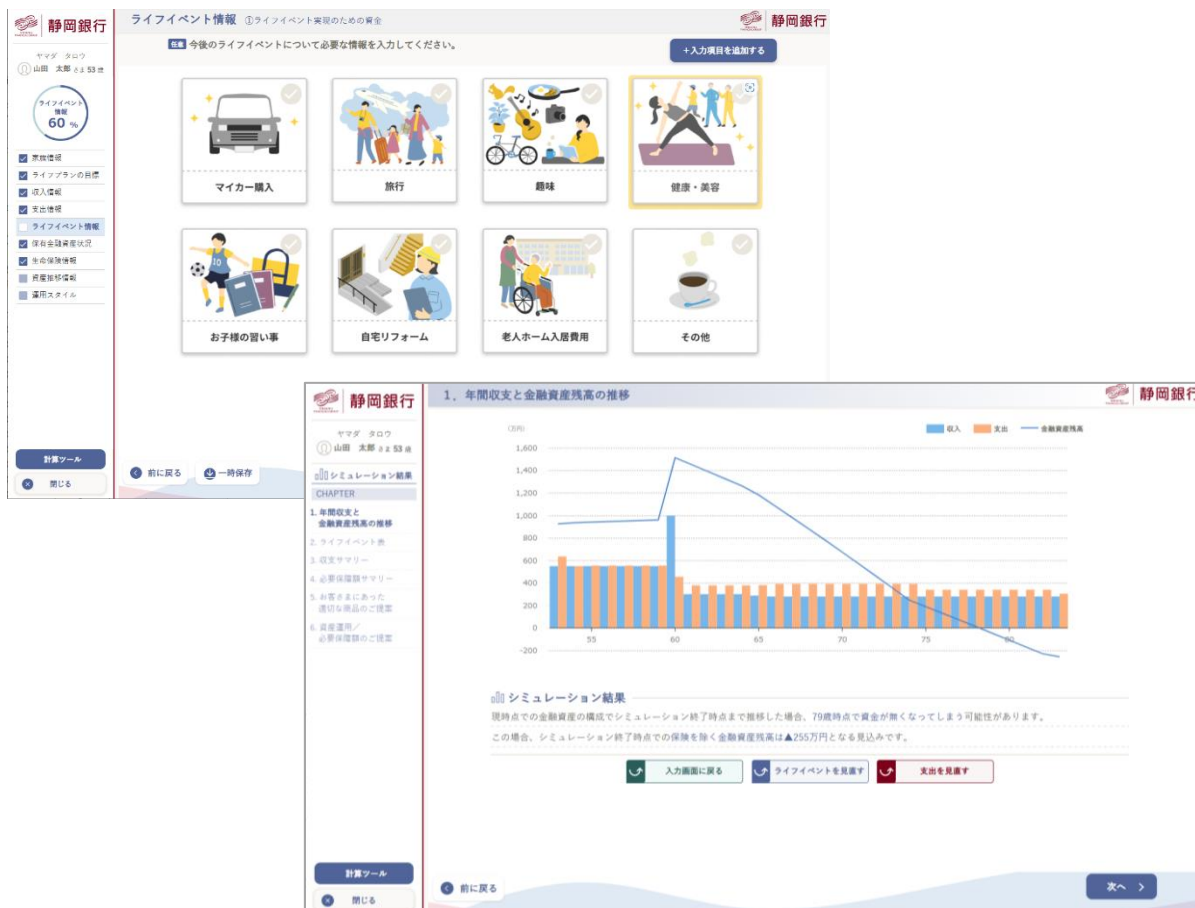 静岡銀行
ライフイベント情報 ①ライフイベント実現のための資金
静岡銀行
任意 今後のライフイベントについて必要な情報を入力してください。
+入力項目を追加する
ヤマダ タロウ
山田 太郎 さま 53 歳
ライフイベント
情報
60 %
家族情報
ライフプランの目標
収入情報
支出情報
ライフイベント情報
保有金融資産状況
生命保険情報
資産推移情報
運用スタイル
マイカー購入
旅行
趣味
健康・美容
お子様の習い事
自宅リフォーム
老人ホーム入居費用
その他
計算ツール
閉じる
前に戻る
一時保存
静岡銀行
1. 年間収支と金融資産残高の推移
静岡銀行
ヤマダ タロウ
山田 太郎 さま 53 歳
シミュレーション結果
CHAPTER
1. 年間収支と
金融資産残高の推移
2. ライフイベント表
3. 収支サマリー
4. 必要保障額サマリー
5. お客さまにあった
適切な商品のご提案
6. 資産運用/
必要保障額のご提案
(万円)
収入 支出 金融資産残高
1,600
1,400
1,200
1,000
800
600
400
200
0
-200
55 60 65 70 75 80
シミュレーション結果
現時点での金融資産の構成でシミュレーション終了時点まで推移した場合、79歳時点で資金が無くなってしまう可能性があります。
この場合、シミュレーション終了時点での保険を除く金融資産残高は▲255万円となる見込みです。
入力画面に戻る
ライフイベントを見直す
支出を見直す
計算ツール
閉じる
前に戻る
次へ